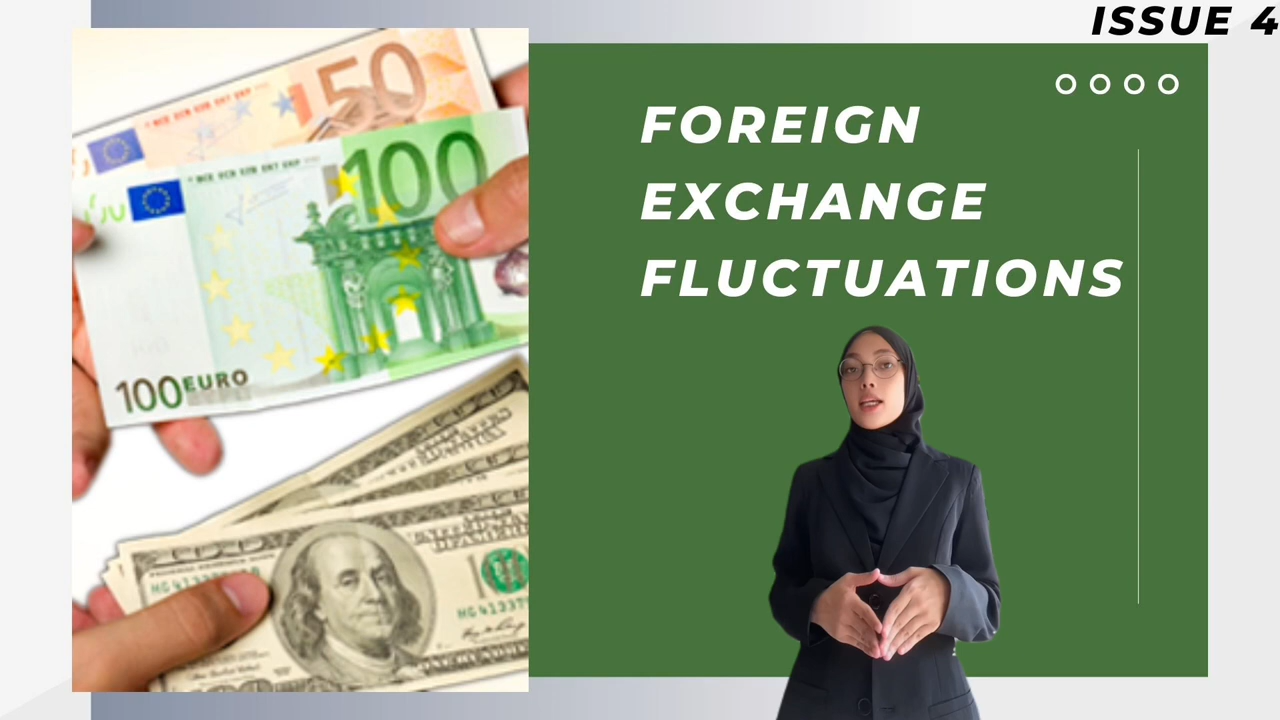 ISSUE 4
FOREIGN
EXCHANGE
FLUCTUATIONS
50
100
100 EURO